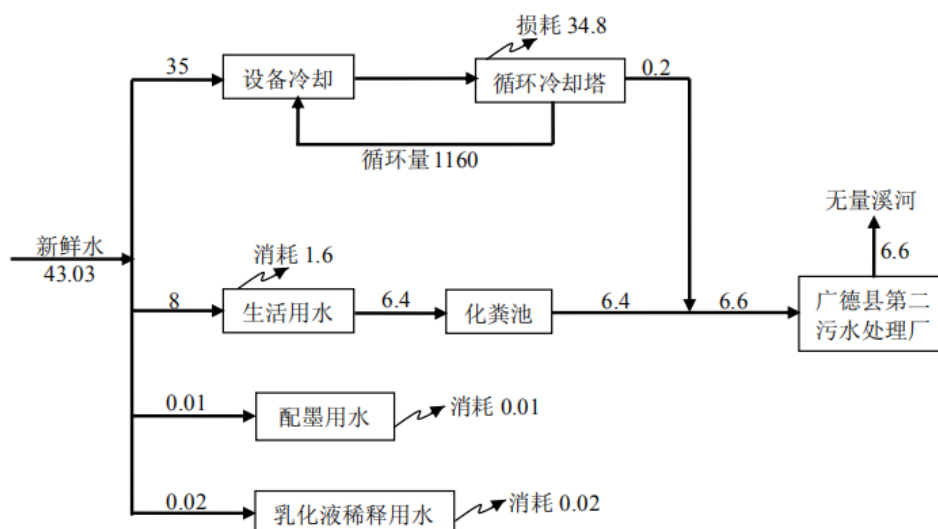 损耗 34.8
35
设备冷却
循环冷却塔
0.2
循环量 1160
无量溪河
新鲜水
43.03
消耗 1.6
6.6
8
生活用水
6.4
化粪池
6.4
6.6
广德县第二
污水处理厂
0.01
配墨用水
消耗 0.01
0.02
乳化液稀释用水
消耗 0.02